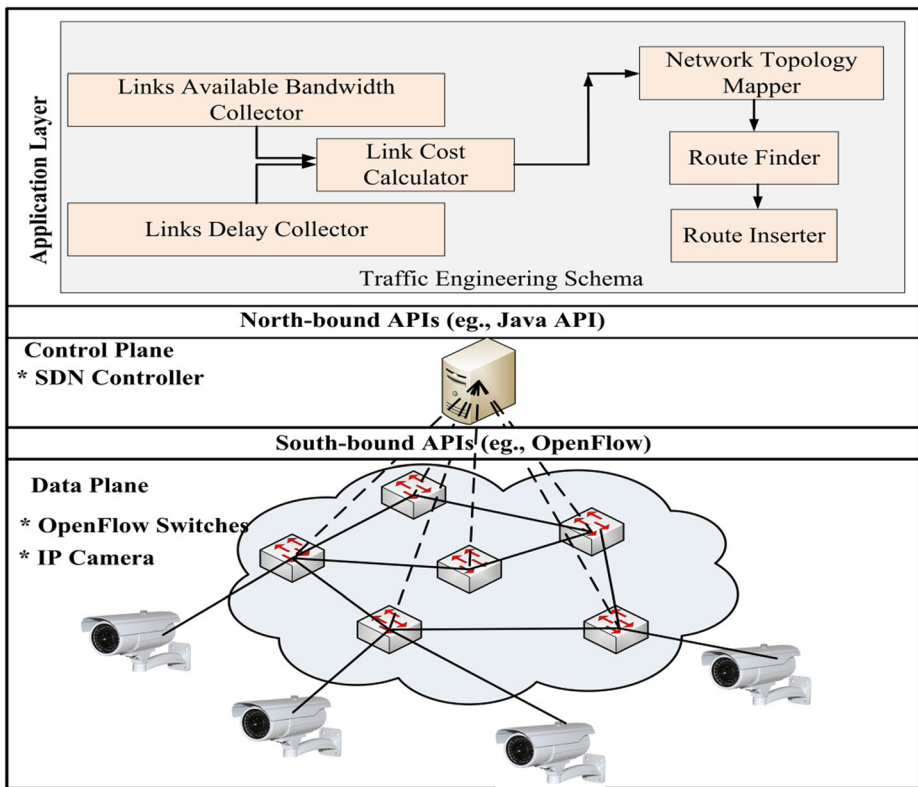 Application Layer
Links Available Bandwidth
Collector
Links Delay Collector
Link Cost
Calculator
Network Topology
Mapper
Route Finder
Route Inserter
Traffic Engineering Schema
North-bound APIs (eg., Java API)
Control Plane
* SDN Controller
South-bound APIs (eg., OpenFlow)
Data Plane
* OpenFlow Switches
* IP Camera